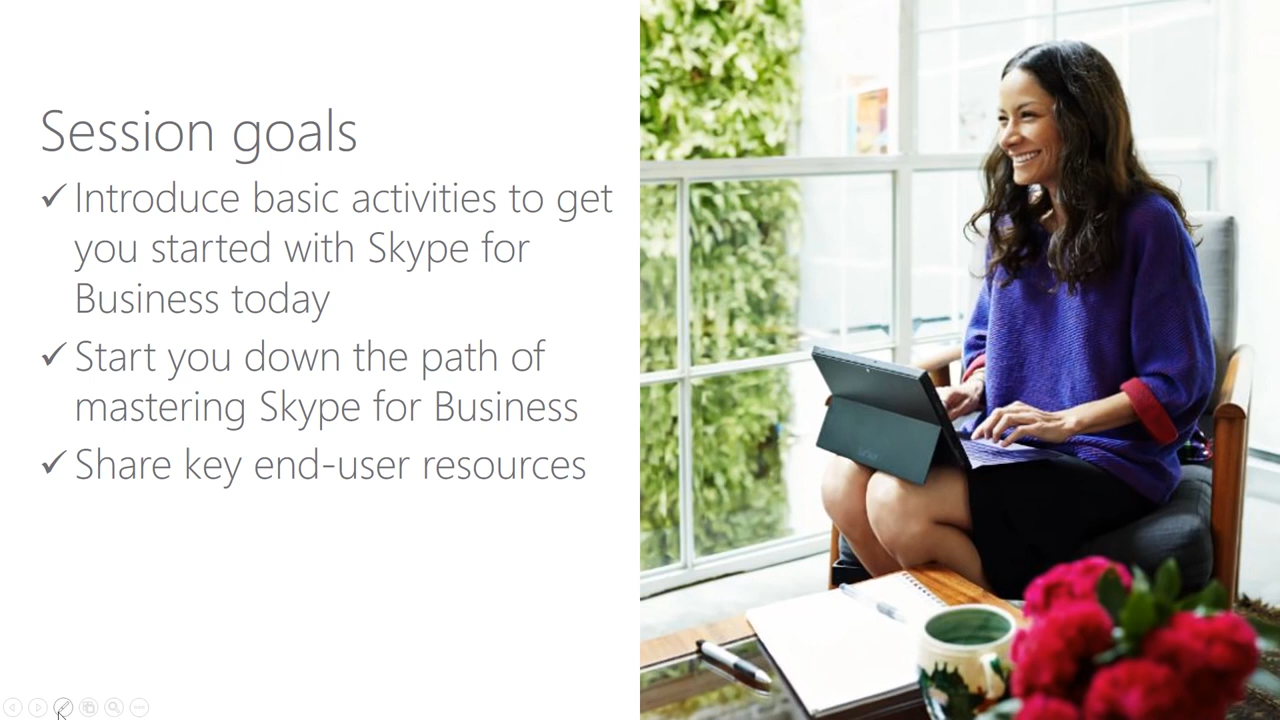 Session goals
✓ Introduce basic activities to get
you started with Skype for
Business today
✓ Start you down the path of
mastering Skype for Business
✓ Share key end-user resources